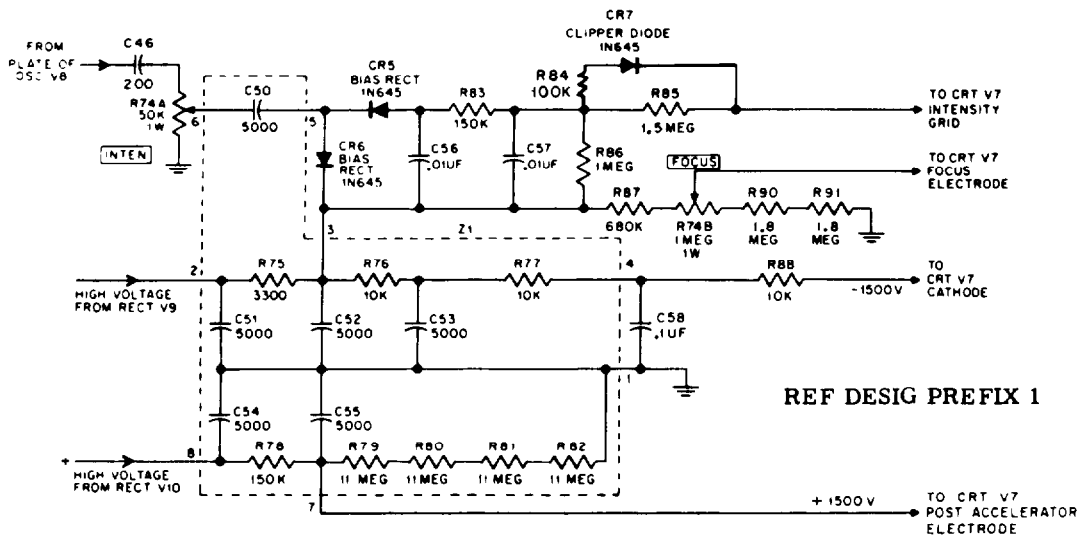 CR7
CLIPPER DIODE
1N645
FROM
PLATE OF
OSC V8
C46
200
R74A
50K
1W
6
INTEN
C50
5000
5
CR5
BIAS RECT
1N645
R83
150K
R84
100K
R85
1.5 MEG
TO CRT V7
INTENSITY
GRID
CR6
BIAS
RECT
1N645
C56
.01UF
C57
.01UF
R86
1MEG
FOCUS
TO CRT V7
FOCUS
ELECTRODE
R87
680K
R74B
1 MEG
1W
R90
1.8
MEG
R91
1.8
MEG
3
Z1
2
HIGH VOLTAGE
FROM RECT V9
R75
3300
R76
10K
R77
10K
4
R88
10K
-1500V
TO
CRT V7
CATHODE
C51
5000
C52
5000
C53
5000
C58
.1UF
1
REF DESIG PREFIX 1
C54
5000
C55
5000
+
8
HIGH VOLTAGE
FROM RECT V10
R78
150K
R79
11 MEG
R80
11 MEG
R81
11 MEG
R82
11 MEG
7
+1500V
TO CRT V7
POST ACCELERATOR
ELECTRODE